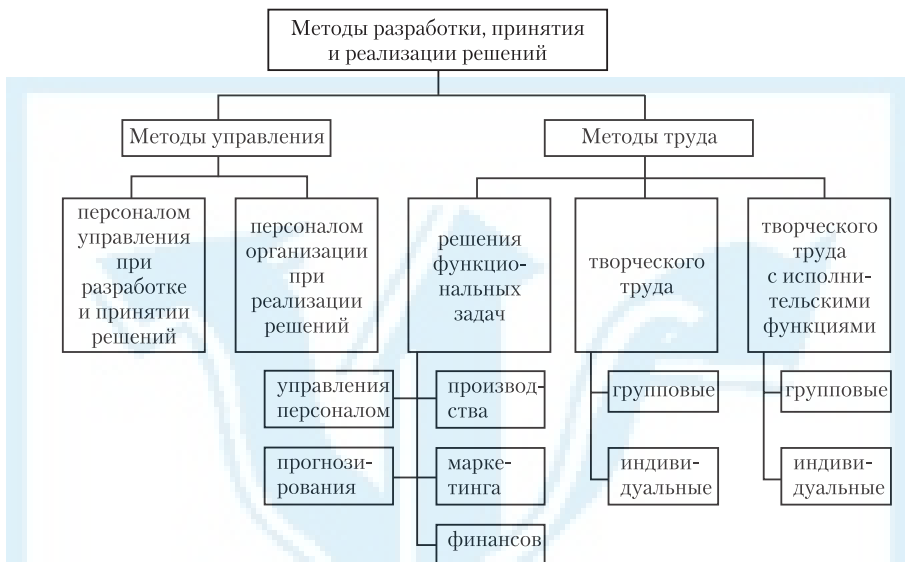 Методы разработки, принятия
и реализации решений
Методы управления
Методы труда
персоналом
управления
при
разработке
и принятии
решений
персоналом
организации
при
реализации
решений
решения
функцио-
нальных
задач
творческого
труда
творческого
труда
с исполни-
тельскими
функциями
управления
персоналом
производ-
ства
групповые
групповые
прогнози-
рования
марке-
тинга
индиви-
дуальные
индиви-
дуальные
финансов